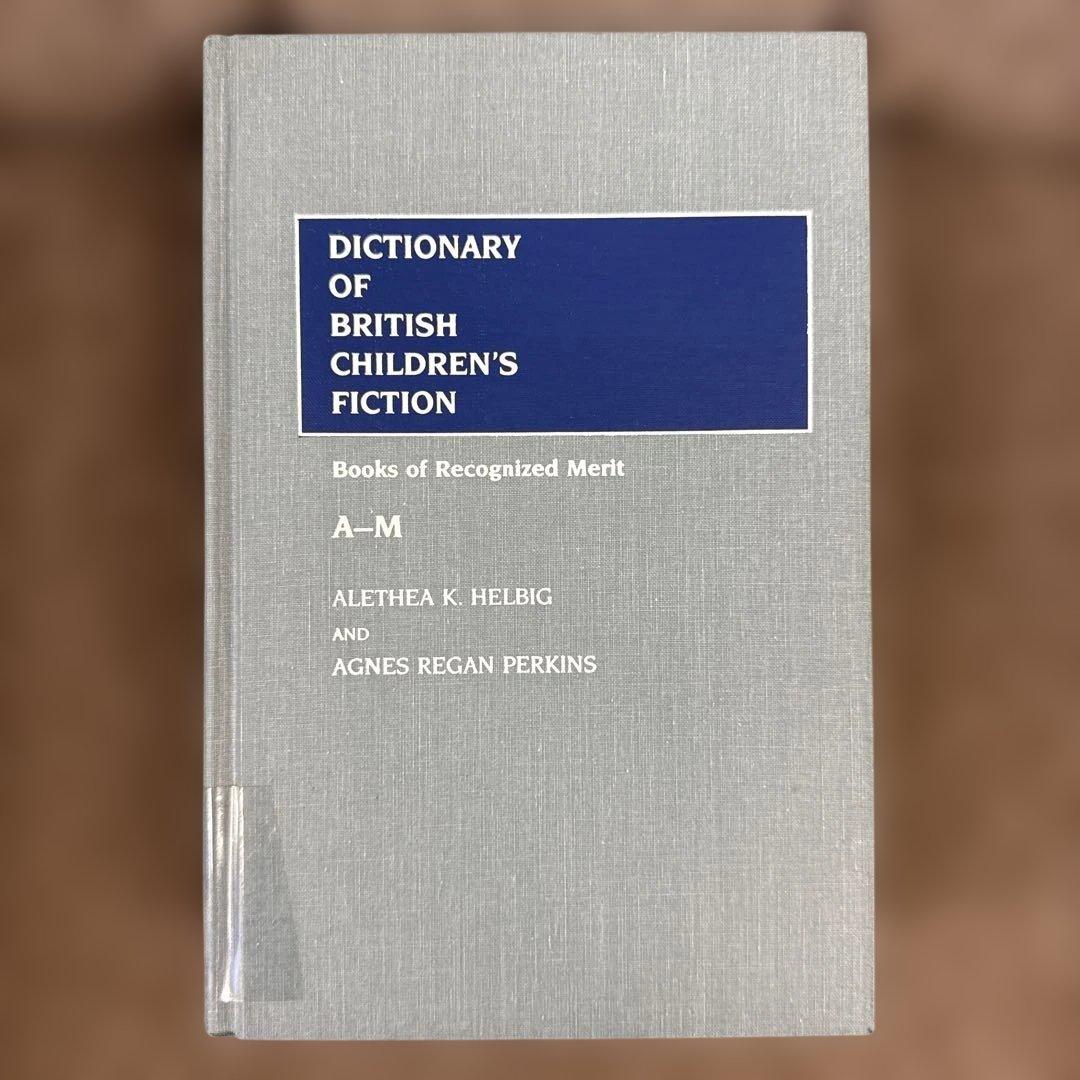 DICTIONARY
OF
BRITISH
CHILDREN'S
FICTION
Books of Recognized Merit
A–M
ALETHEA K. HELBIG
AND
AGNES REGAN PERKINS